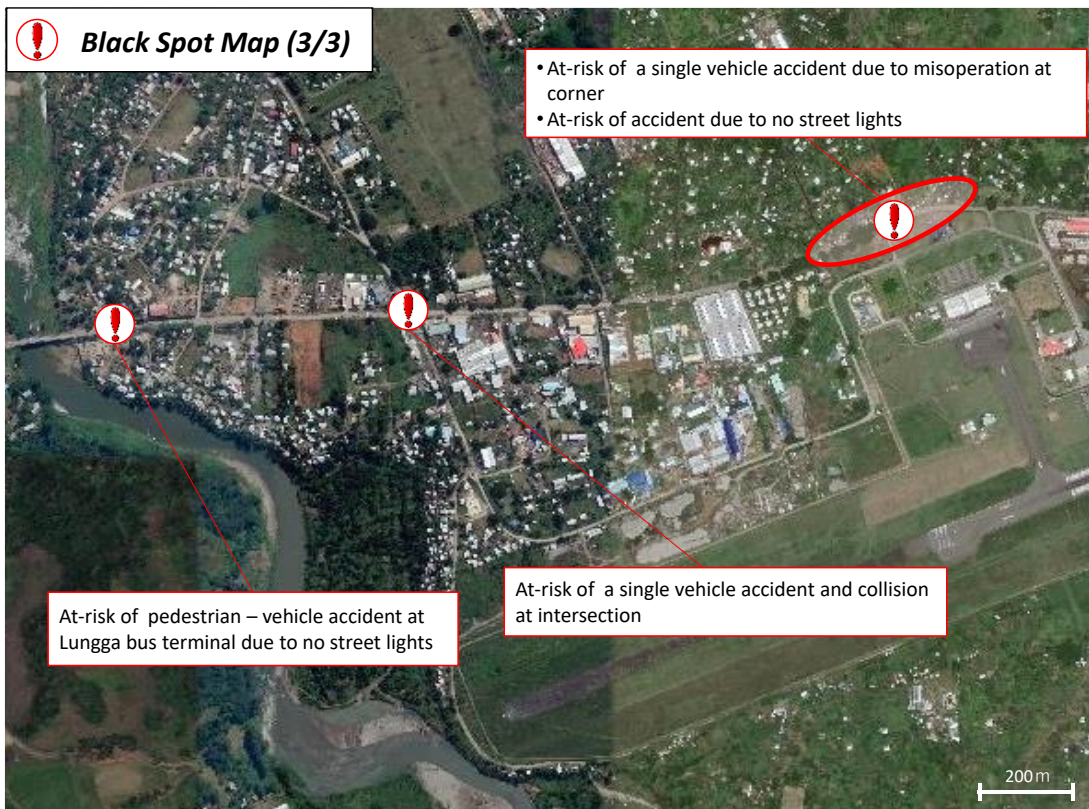 Black Spot Map (3/3)
• At-risk of a single vehicle accident due to misoperation at
corner
• At-risk of accident due to no street lights
At-risk of a single vehicle accident and collision
at intersection
At-risk of pedestrian – vehicle accident at
Lungga bus terminal due to no street lights
200m